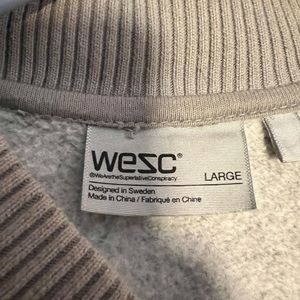 wesc®
@WeAretheSuperlativeConspiracy
LARGE
Designed in Sweden
Made in China / Fabriqué en Chine